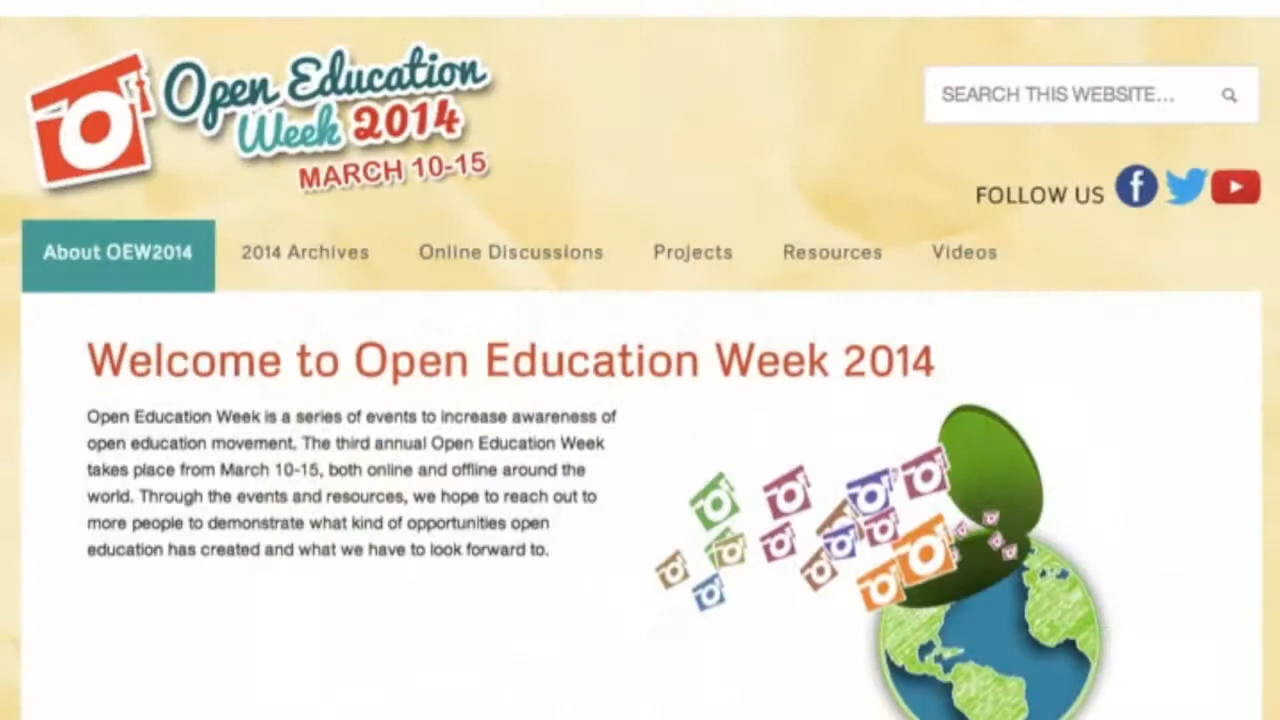 Open Education
Week 2014
MARCH 10-15
SEARCH THIS WEBSITE...
FOLLOW US
About OEW2014
2014 Archives
Online Discussions
Projects
Resources
Videos
Welcome to Open Education Week 2014
Open Education Week is a series of events to increase awareness of
open education movement. The third annual Open Education Week
takes place from March 10-15, both online and offline around the
world. Through the events and resources, we hope to reach out to
more people to demonstrate what kind of opportunities open
education has created and what we have to look forward to.